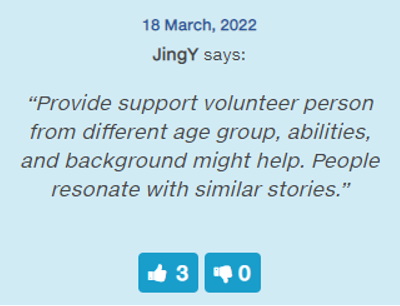 18 March, 2022
JingY says:
“Provide support volunteer person
from different age group, abilities,
and background might help. People
resonate with similar stories.”
3 0